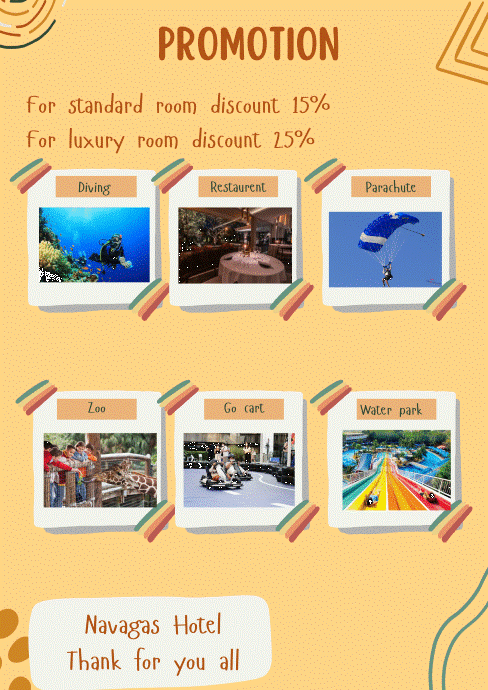 PROMOTION
For standard room discount 15%
For luxury room discount 25%
Diving
Restaurent
Parachute
Zoo
Go cart
Water park
Navagas Hotel
Thank for you all